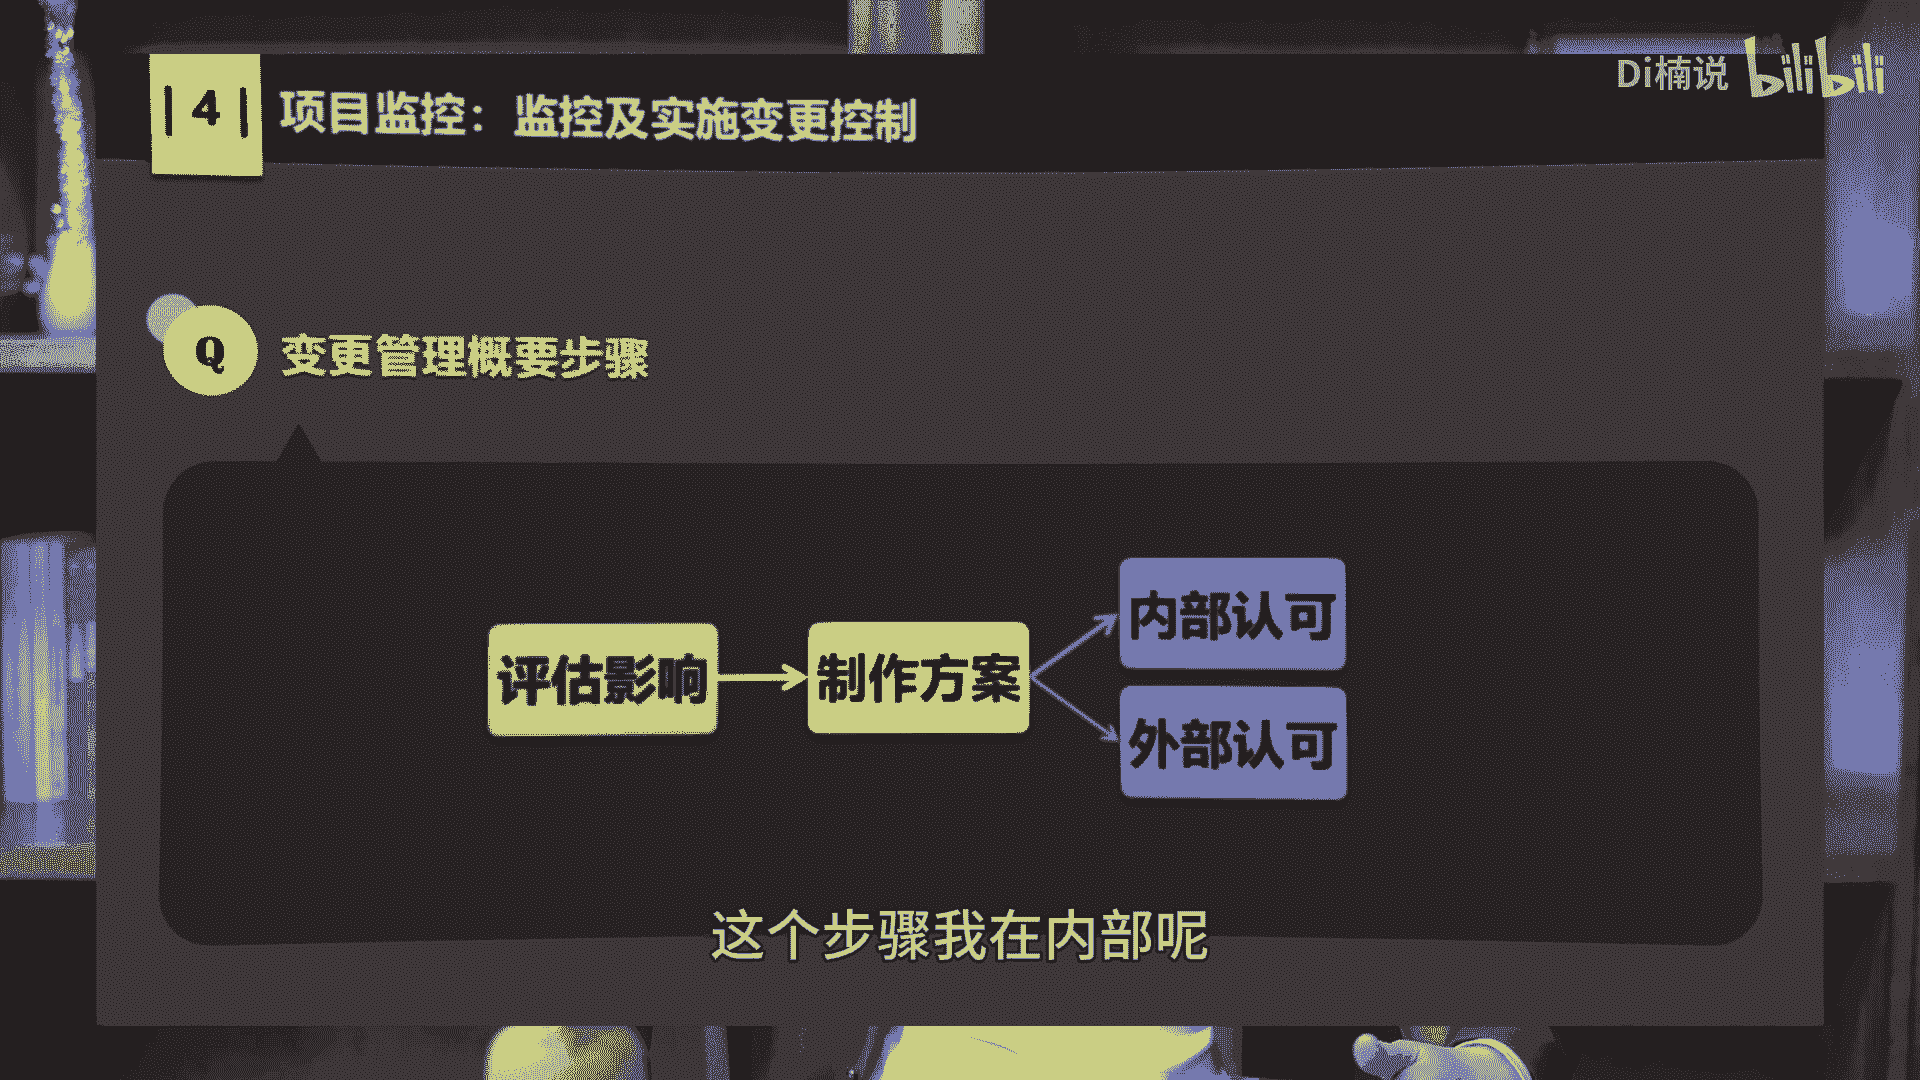 Di楠说 bilibili
| 4 | 项目监控：监控及实施变更控制
Q 变更管理概要步骤
评估影响
制作方案
内部认可
外部认可
这个步骤我在内部呢